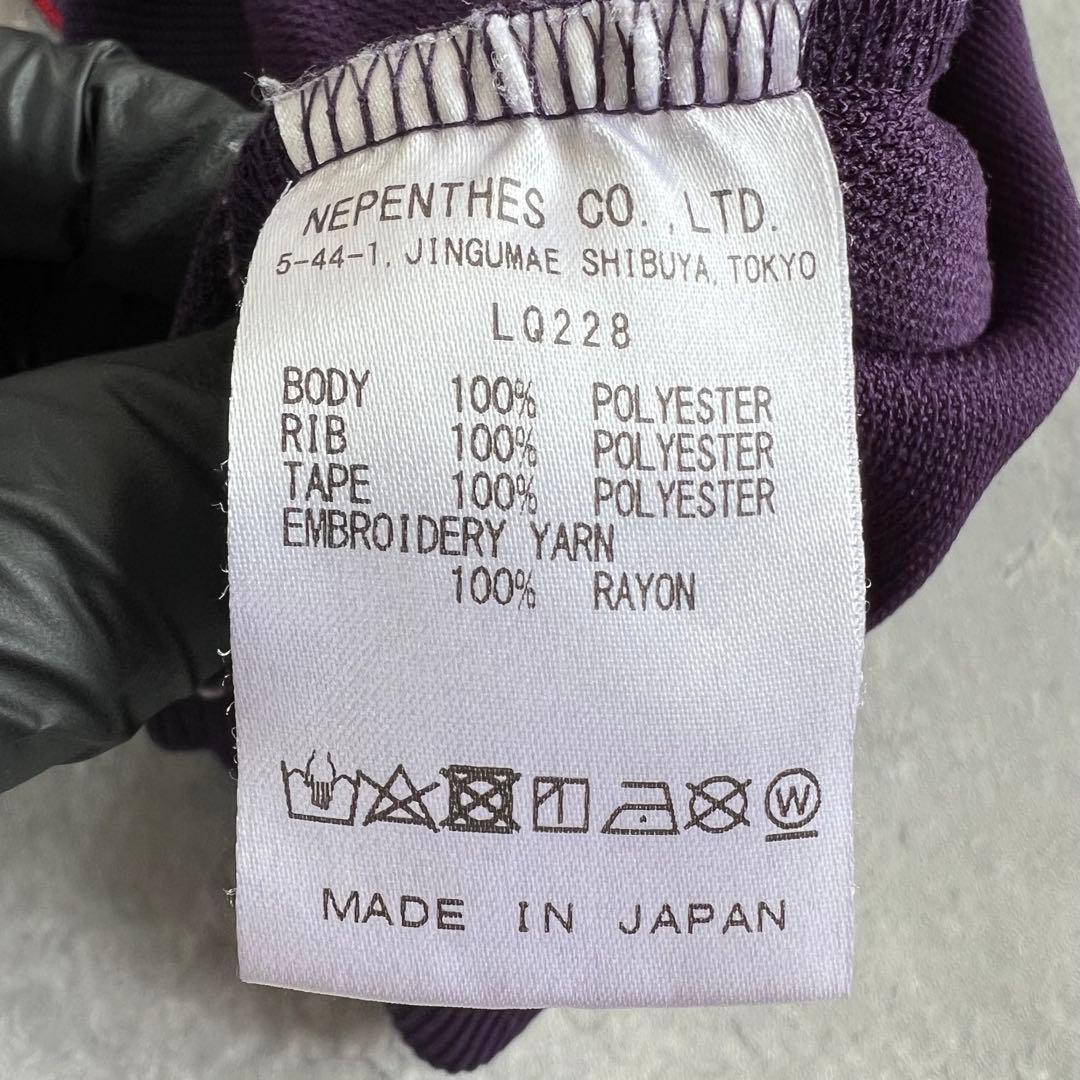 NEPENTHES CO.,LTD.
5-44-1, JINGUMAE SHIBUYA, TOKYO
LQ228
BODY 100% POLYESTER
RIB 100% POLYESTER
TAPE 100% POLYESTER
EMBROIDERY YARN
100% RAYON
W
MADE IN JAPAN